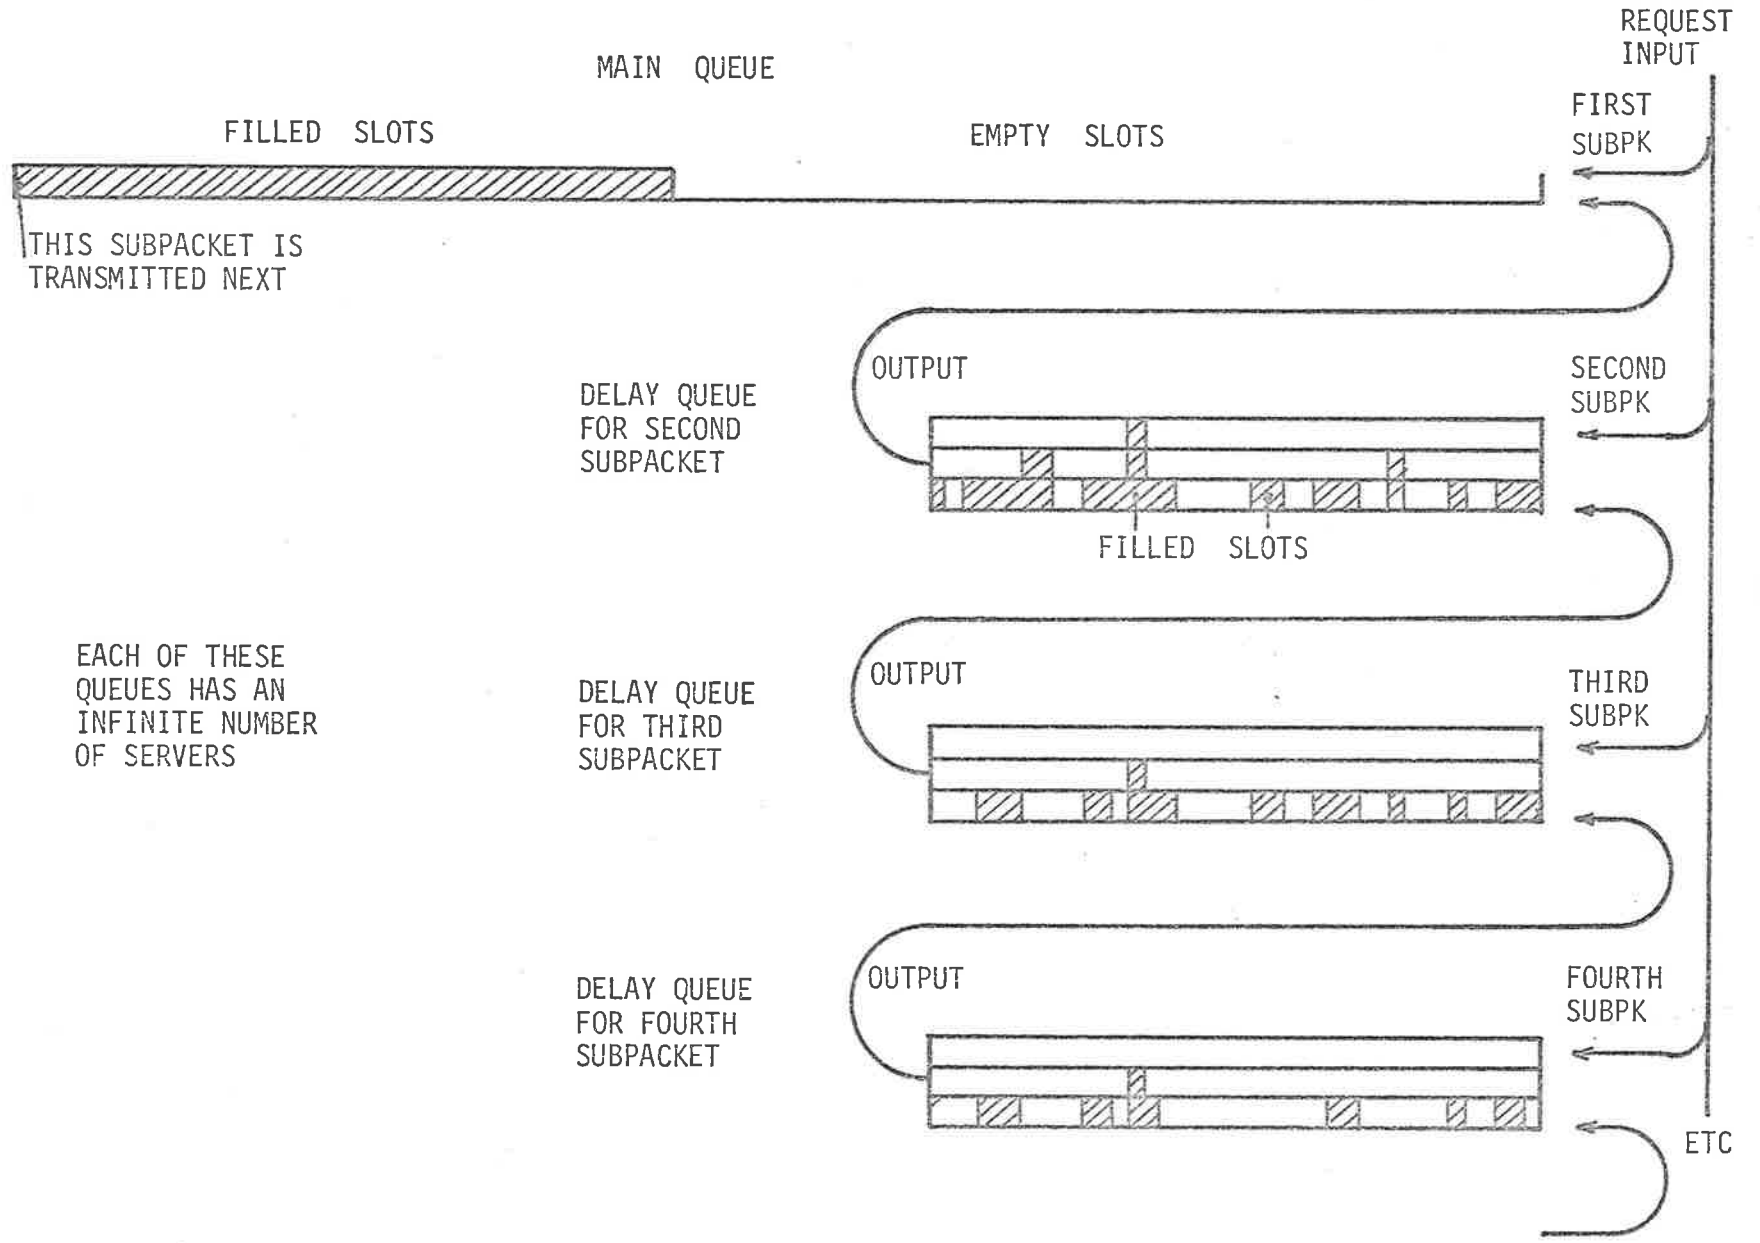 REQUEST
INPUT
MAIN QUEUE
FIRST
SUBPK
FILLED SLOTS
EMPTY SLOTS
THIS SUBPACKET IS
TRANSMITTED NEXT
OUTPUT
SECOND
SUBPK
DELAY QUEUE
FOR SECOND
SUBPACKET
FILLED SLOTS
EACH OF THESE
QUEUES HAS AN
INFINITE NUMBER
OF SERVERS
OUTPUT
THIRD
SUBPK
DELAY QUEUE
FOR THIRD
SUBPACKET
OUTPUT
FOURTH
SUBPK
DELAY QUEUE
FOR FOURTH
SUBPACKET
ETC